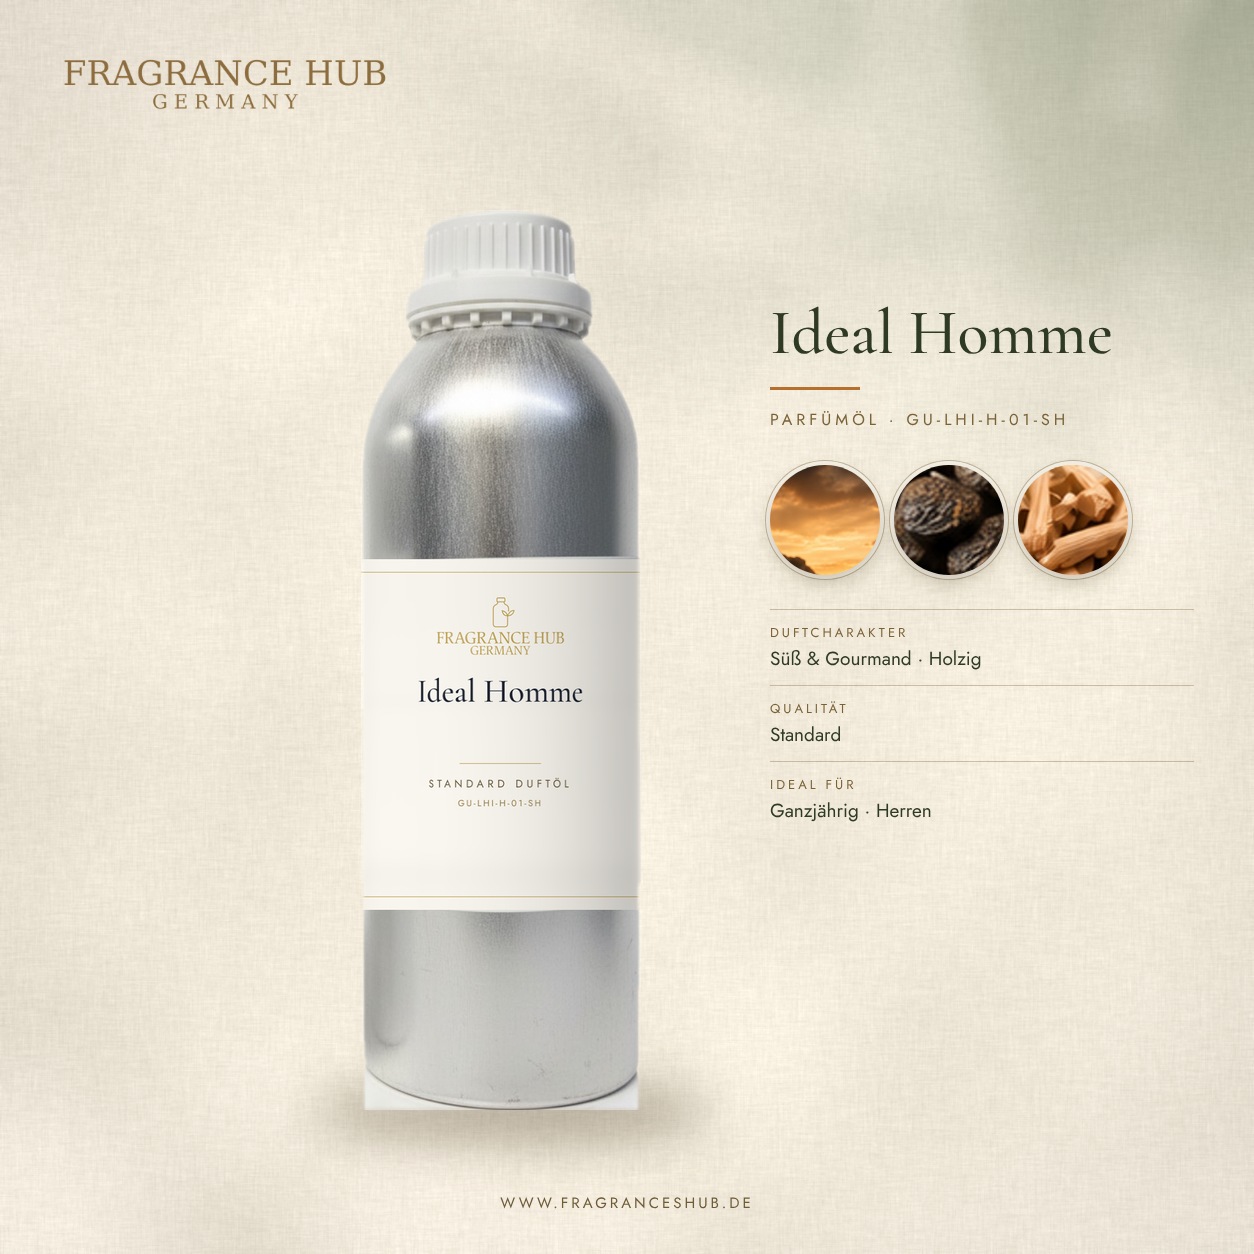 FRAGRANCE HUB
GERMANY
Ideal Homme
PARFÜMÖL · GU-LHI-H-01-SH
DUFTCHARAKTER
Süß & Gourmand · Holzig
QUALITÄT
Standard
IDEAL FÜR
Ganzjährig · Herren
FRAGRANCE HUB
GERMANY
Ideal Homme
STANDARD DUFTÖL
GU-LHI-H-01-SH
WWW.FRAGRANCESHUB.DE